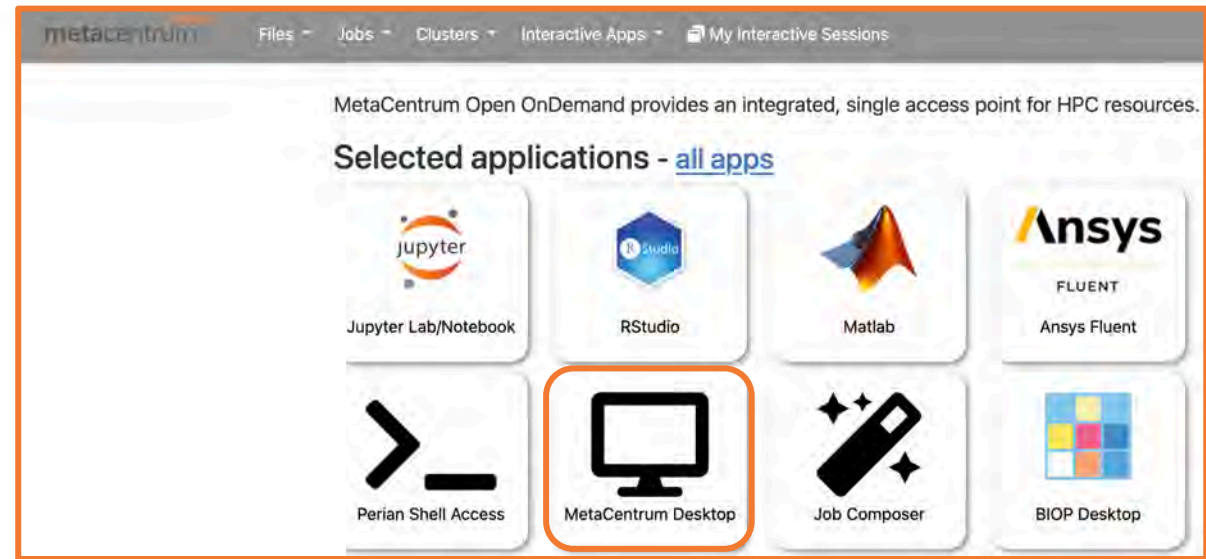 metacentrum Files Jobs Clusters Interactive Apps My Interactive Sessions
MetaCentrum Open OnDemand provides an integrated, single access point for HPC resources.
Selected applications - all apps
jupyter
R Studio
Ansys
FLUENT
Jupyter Lab/Notebook
RStudio
Matlab
Ansys Fluent
Perian Shell Access
MetaCentrum Desktop
Job Composer
BIOP Desktop